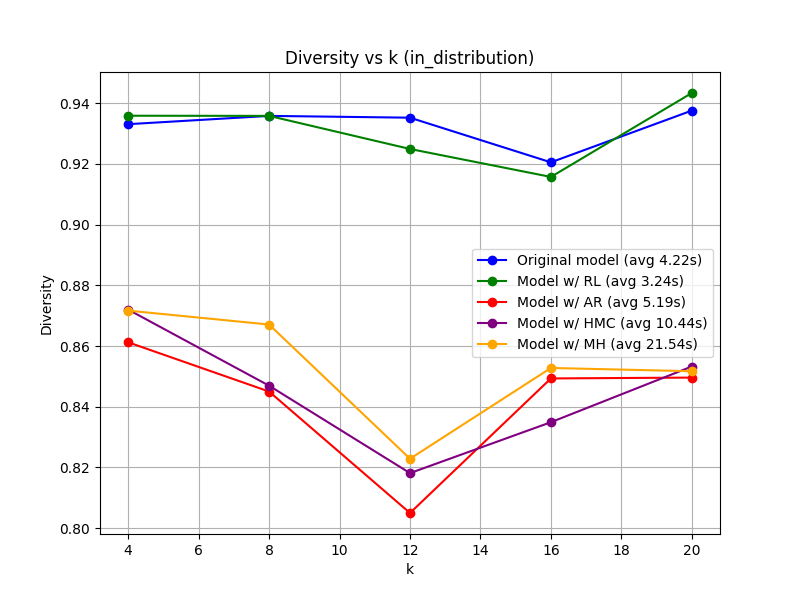 Diversity vs k (in_distribution)
Diversity
0.94
0.92
0.90
0.88
0.86
0.84
0.82
0.80
Original model (avg 4.22s)
Model w/ RL (avg 3.24s)
Model w/ AR (avg 5.19s)
Model w/ HMC (avg 10.44s)
Model w/ MH (avg 21.54s)
4 6 8 10 12 14 16 18 20
k